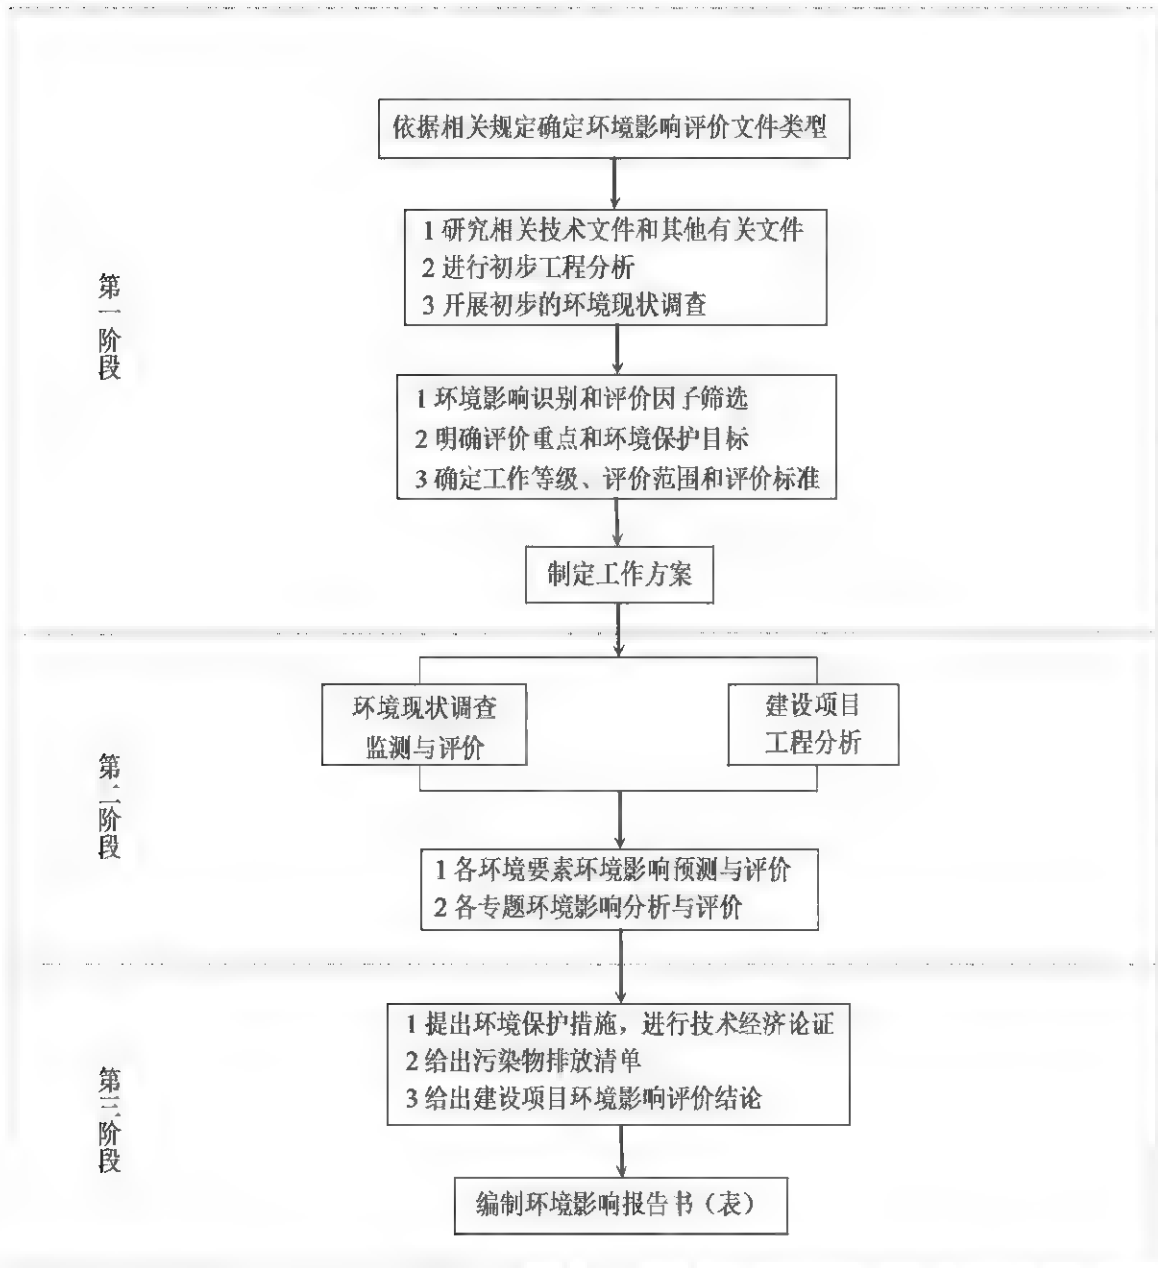 依据相关规定确定环境影响评价文件类型
1 研究相关技术文件和其他有关文件
2 进行初步工程分析
3 开展初步的环境现状调查
第一阶段
1 环境影响识别和评价因子筛选
2 明确评价重点和环境保护目标
3 确定工作等级、评价范围和评价标准
制定工作方案
环境现状调查
监测与评价
建设项目
工程分析
第二阶段
1 各环境要素环境影响预测与评价
2 各专题环境影响分析与评价
1 提出环境保护措施，进行技术经济论证
2 给出污染物排放清单
3 给出建设项目环境影响评价结论
第三阶段
编制环境影响报告书（表）